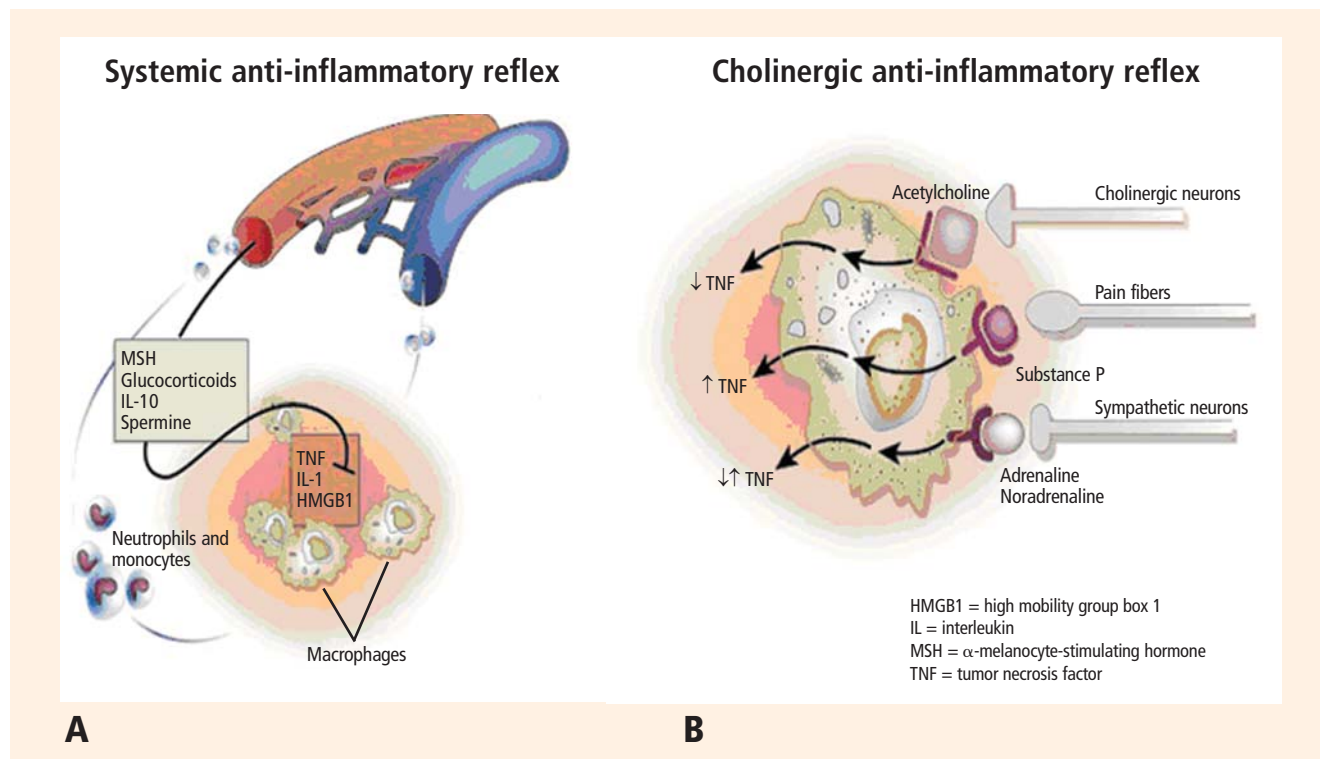 Systemic anti-inflammatory reflex
MSH
Glucocorticoids
IL-10
Spermine
TNF
IL-1
HMGB1
Neutrophils and
monocytes
Macrophages
A
Cholinergic anti-inflammatory reflex
Acetylcholine
Cholinergic neurons
↓ TNF
Pain fibers
↑ TNF
Substance P
Sympathetic neurons
↓↑ TNF
Adrenaline
Noradrenaline
HMGB1 = high mobility group box 1
IL = interleukin
MSH = α-melanocyte-stimulating hormone
TNF = tumor necrosis factor
B